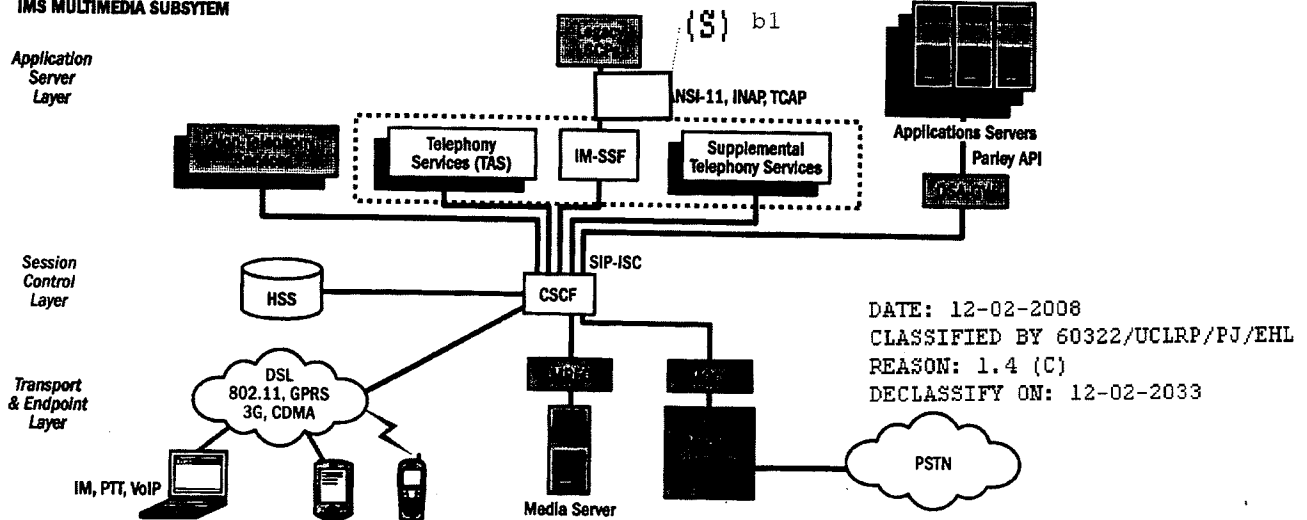 IMS MULTIMEDIA SUBSYTEM
(S) b1
Application
Server
Layer
ANSI-11, INAP, TCAP
Applications Servers
Parley API
Telephony
Services (TAS)
IM-SSF
Supplemental
Telephony Services
SIP-ISC
Session
Control
Layer
HSS
CSCF
DATE: 12-02-2008
CLASSIFIED BY 60322/UCLRP/PJ/EHL
REASON: 1.4 (C)
DECLASSIFY ON: 12-02-2033
Transport
& Endpoint
Layer
DSL
802.11, GPRS
3G, CDMA
PSTN
IM, PTT, VoIP
Media Server